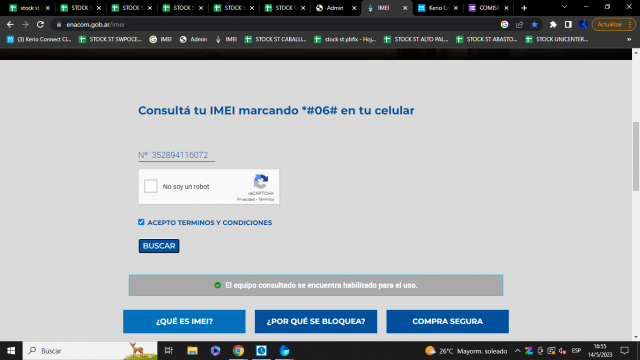 stock st
STOCK S
STOCK S
STOCK S
STOCK S
STOCK S
Admin
IMEI
Kerio C
COMISI
enacom.gob.ar/imei
Actualizar
(3) Kerio Connect Cl...
STOCK ST SWPOCE...
IMEI
Admin
IMEI
STOCK ST CABALLI...
stock st pbfix - Hoj...
STOCK ST ALTO PAL...
STOCK ST ABASTO...
STOCK UNICENTER...
Consultá tu IMEI marcando *#06# en tu celular
Nº 352894116072
No soy un robot
reCAPTCHA
Privacidad - Términos
ACEPTO TERMINOS Y CONDICIONES
BUSCAR
El equipo consultado se encuentra habilitado para el uso.
¿QUÉ ES IMEI?
¿POR QUÉ SE BLOQUEA?
COMPRA SEGURA
Buscar
26°C Mayorm. soleado
ESP
16:55
14/5/2023